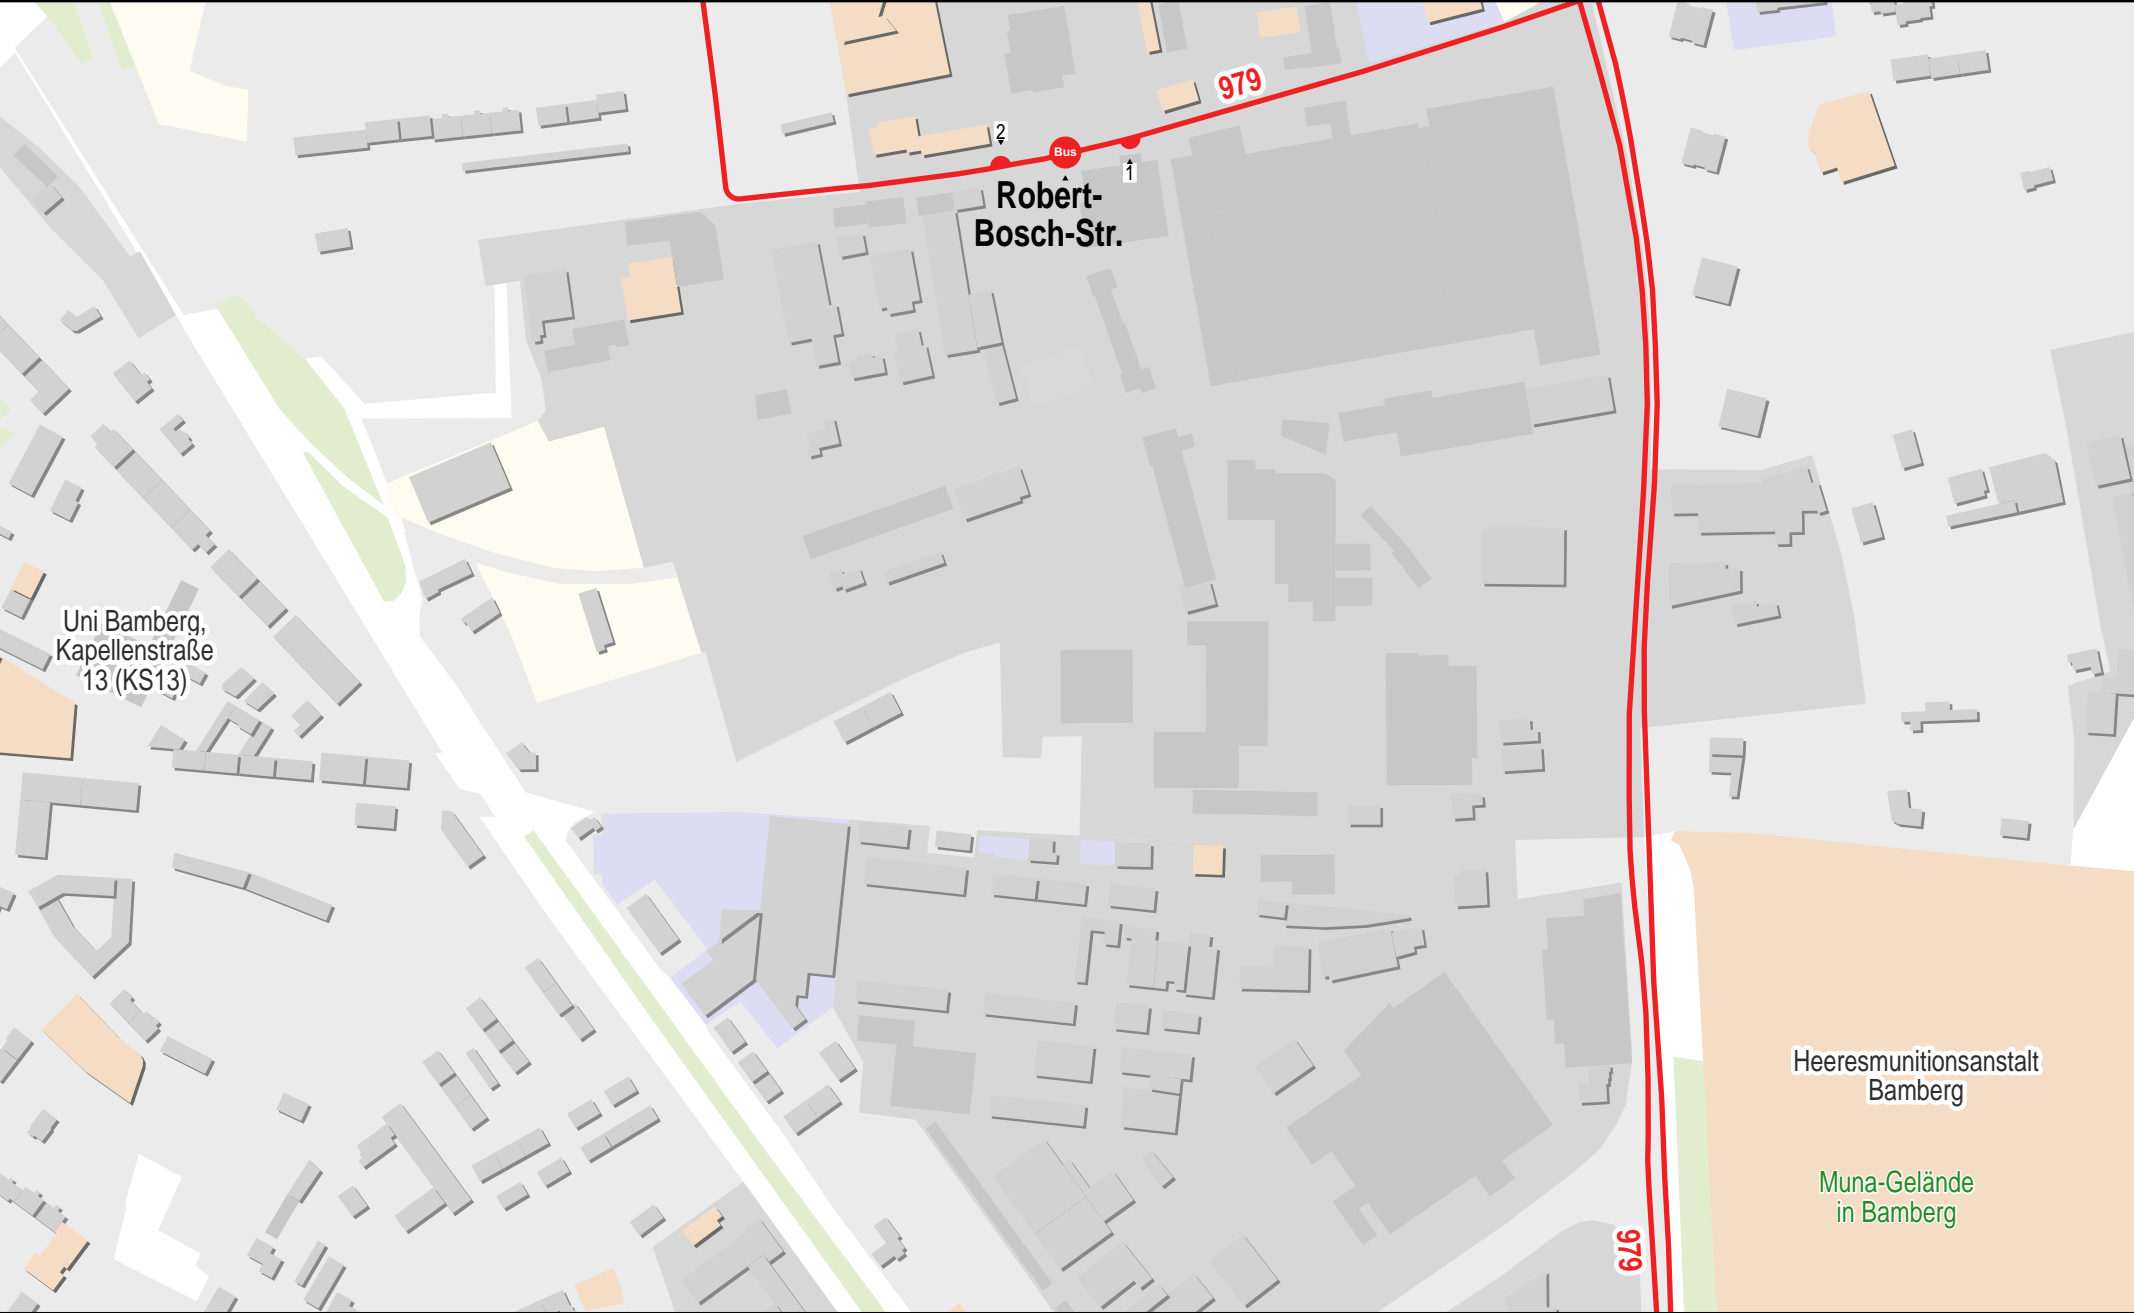 979
2
Bus
1
Robert-
Bosch-Str.
Uni Bamberg,
Kapellenstraße
13 (KS13)
Heeresmunitionsanstalt
Bamberg
Muna-Gelände
in Bamberg
979